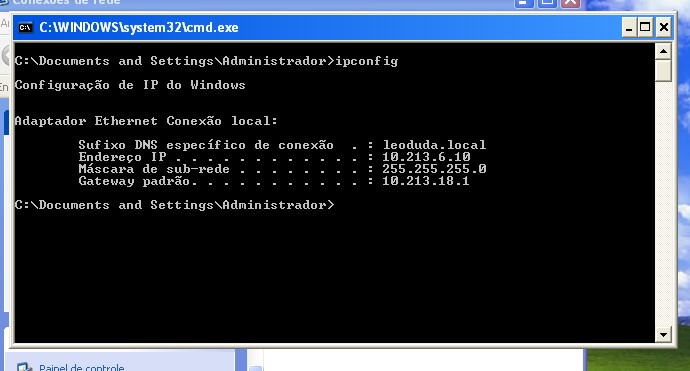 Conexões de rede
C:\WINDOWS\system32\cmd.exe
C:\Documents and Settings\Administrador>ipconfig
Configuração de IP do Windows
Adaptador Ethernet Conexão local:
Sufixo DNS específico de conexão . : leoduda.local
Endereço IP . . . . . . . . . . . . : 10.213.6.10
Máscara de sub-rede . . . . . . . . : 255.255.255.0
Gateway padrão. . . . . . . . . . . : 10.213.18.1
C:\Documents and Settings\Administrador>
Painel de controle